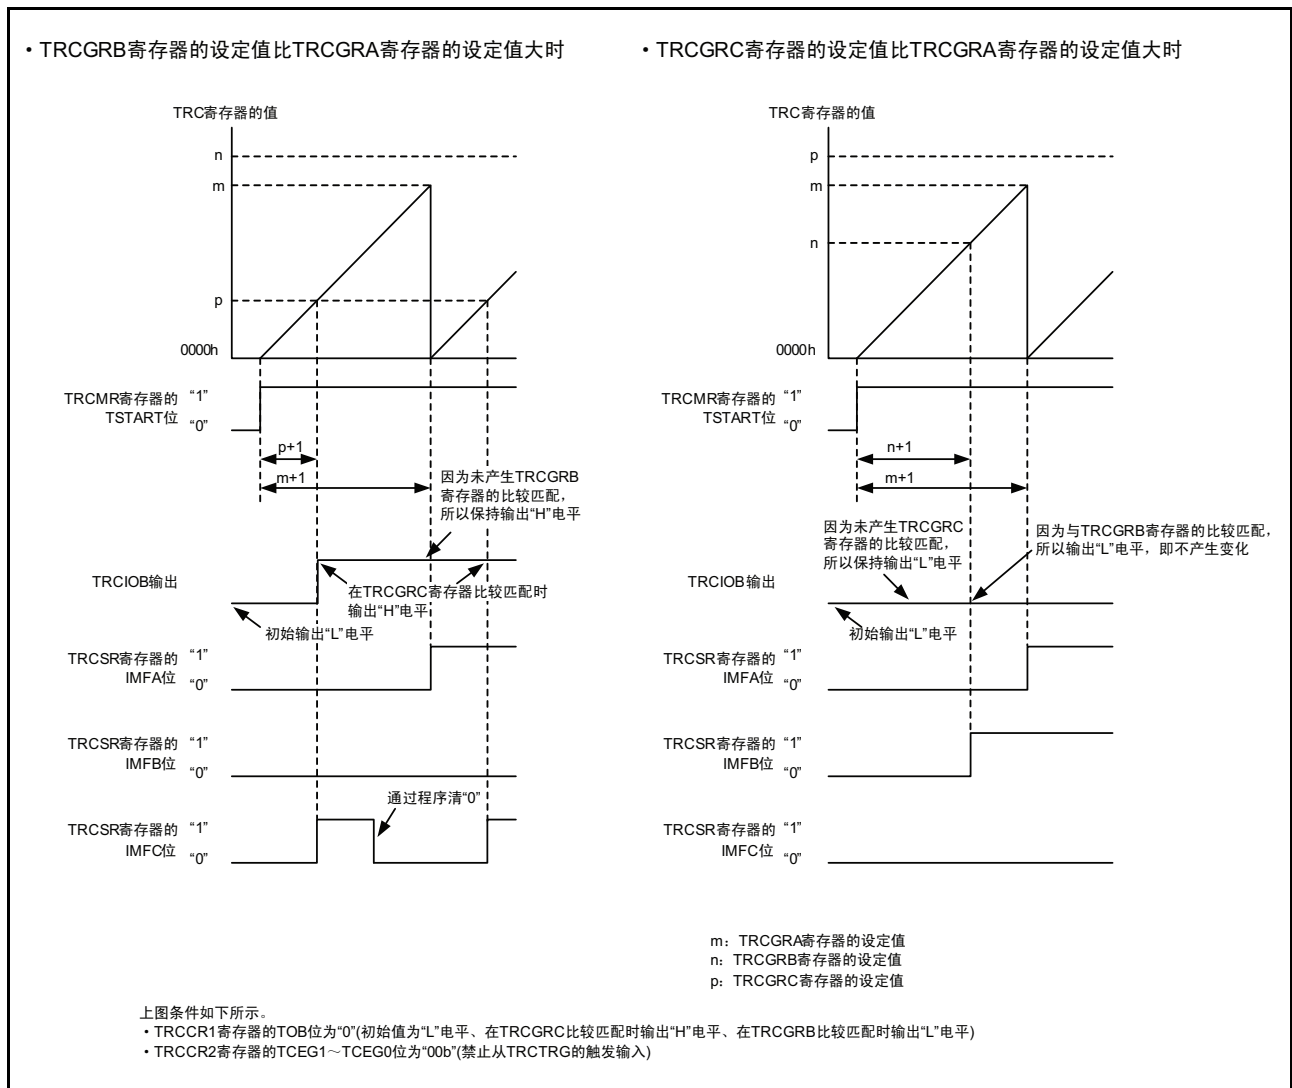 ・TRCGRB寄存器的设定值比TRCGRA寄存器的设定值大时
TRC寄存器的值
n
m
p
0000h
TRCMR寄存器的 “1”
TSTART位 “0”
p+1
m+1
因为未产生TRCGRB
寄存器的比较匹配，
所以保持输出“H”电平
TRCIOB输出
在TRCGRC寄存器比较匹配时
输出“H”电平
初始输出“L”电平
TRCSR寄存器的 “1”
IMFA位 “0”
TRCSR寄存器的 “1”
IMFB位 “0”
通过程序清“0”
TRCSR寄存器的 “1”
IMFC位 “0”
・TRCGRC寄存器的设定值比TRCGRA寄存器的设定值大时
TRC寄存器的值
p
m
n
0000h
TRCMR寄存器的 “1”
TSTART位 “0”
n+1
m+1
因为未产生TRCGRC
寄存器的比较匹配，
所以保持输出“L”电平
因为与TRCGRB寄存器的比较匹配，
所以输出“L”电平，即不产生变化
TRCIOB输出
初始输出“L”电平
TRCSR寄存器的 “1”
IMFA位 “0”
TRCSR寄存器的 “1”
IMFB位 “0”
TRCSR寄存器的 “1”
IMFC位 “0”
m：TRCGRA寄存器的设定值
n：TRCGRB寄存器的设定值
p：TRCGRC寄存器的设定值
上图条件如下所示。
・TRCCR1寄存器的TOB位为“0”(初始值为“L”电平、在TRCGRC比较匹配时输出“H”电平、在TRCGRB比较匹配时输出“L”电平)
・TRCCR2寄存器的TCEG1～TCEG0位为“00b”(禁止从TRCTRG的触发输入)